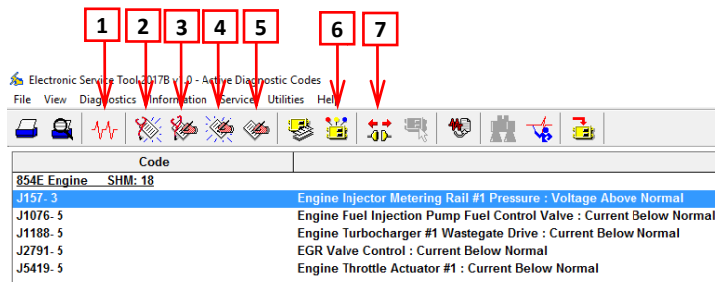 1 2 3 4 5 6 7
Electronic Service Tool 2017B v1.0 - Active Diagnostic Codes
File View Diagnostics Information Service Utilities Help
Code
854E Engine SHM: 18
J157- 3 Engine Injector Metering Rail #1 Pressure : Voltage Above Normal
J1076- 5 Engine Fuel Injection Pump Fuel Control Valve : Current Below Normal
J1188- 5 Engine Turbocharger #1 Wastegate Drive : Current Below Normal
J2791- 5 EGR Valve Control : Current Below Normal
J5419- 5 Engine Throttle Actuator #1 : Current Below Normal